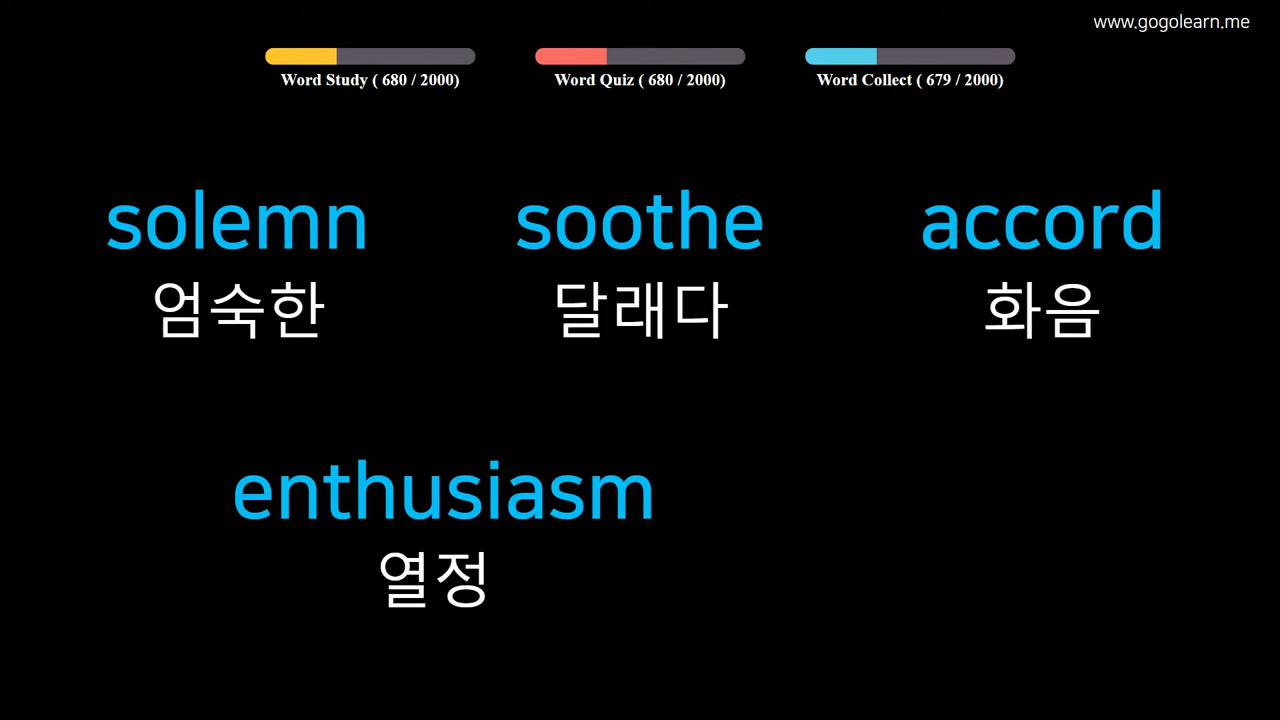 www.gogolearn.me
Word Study ( 680 / 2000)
Word Quiz ( 680 / 2000)
Word Collect ( 679 / 2000)
solemn
soothe
accord
엄숙한
달래다
화음
enthusiasm
열정